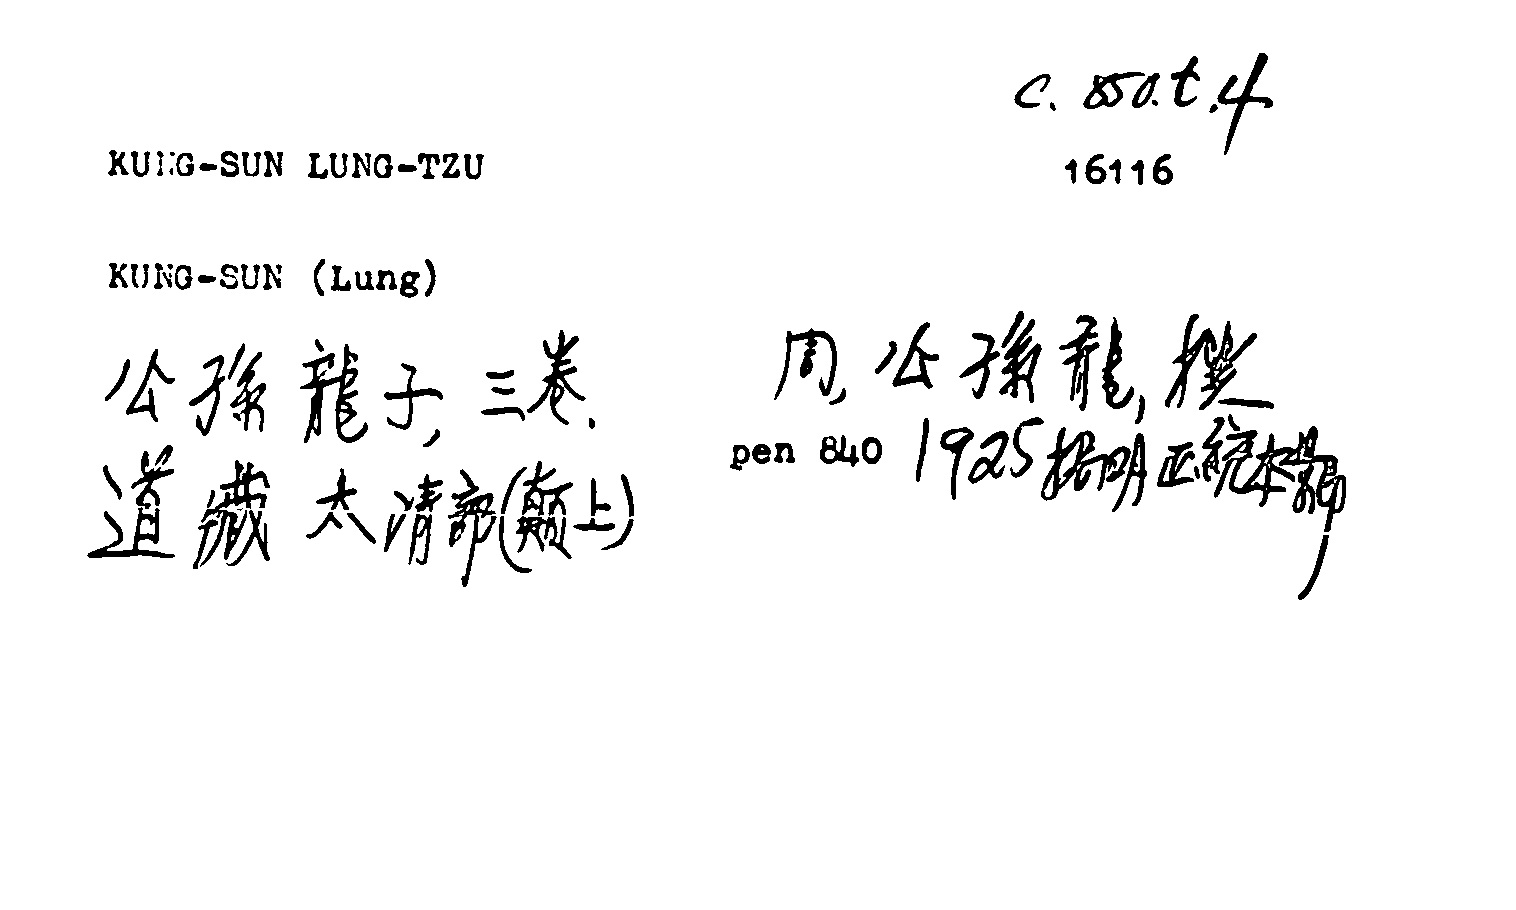 C. 850.t.4
KUNG-SUN LUNG-TZU
16116
KUNG-SUN (Lung)
公孫龍子, 三卷. 周, 公孫龍, 撰
道藏 太清部(顛上) pen 840 1925 據明正統本景印